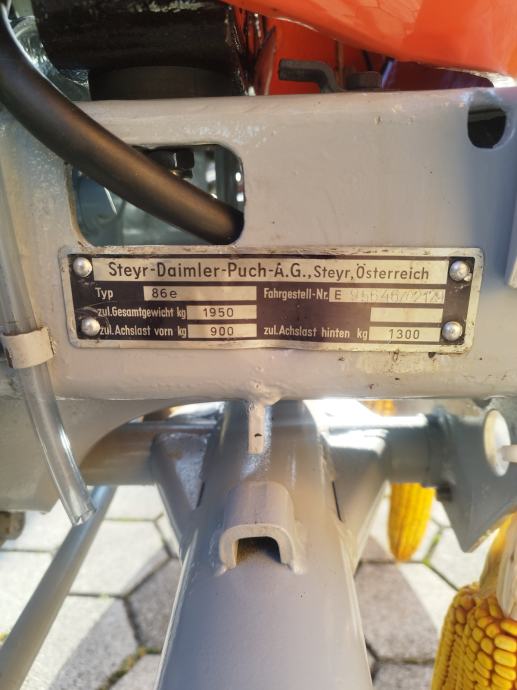 Steyr-Daimler-Puch-A.G., Steyr, Österreich
Typ 86e Fahrgestell-Nr. E
zul. Gesamtgewicht kg 1950
zul. Achslast vorn kg 900 zul. Achslast hinten kg 1300